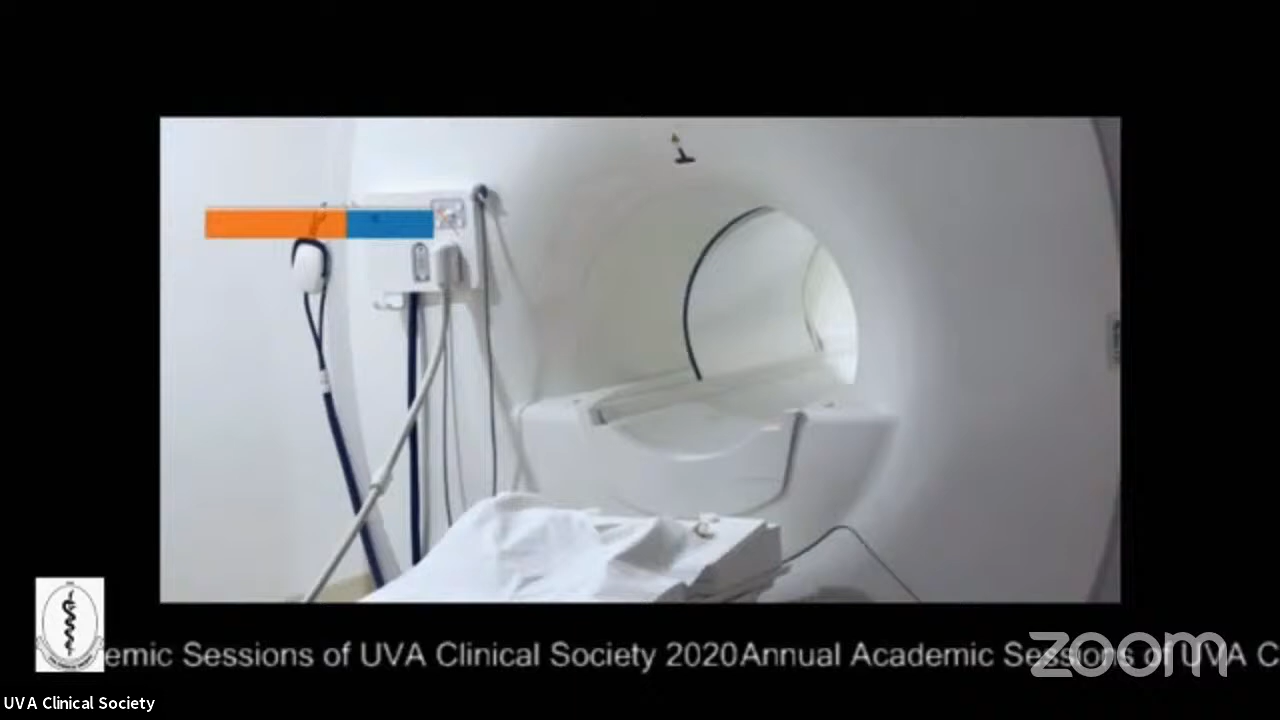 emic Sessions of UVA Clinical Society 2020Annual Academic Sessions of UVA C
zoom
UVA Clinical Society